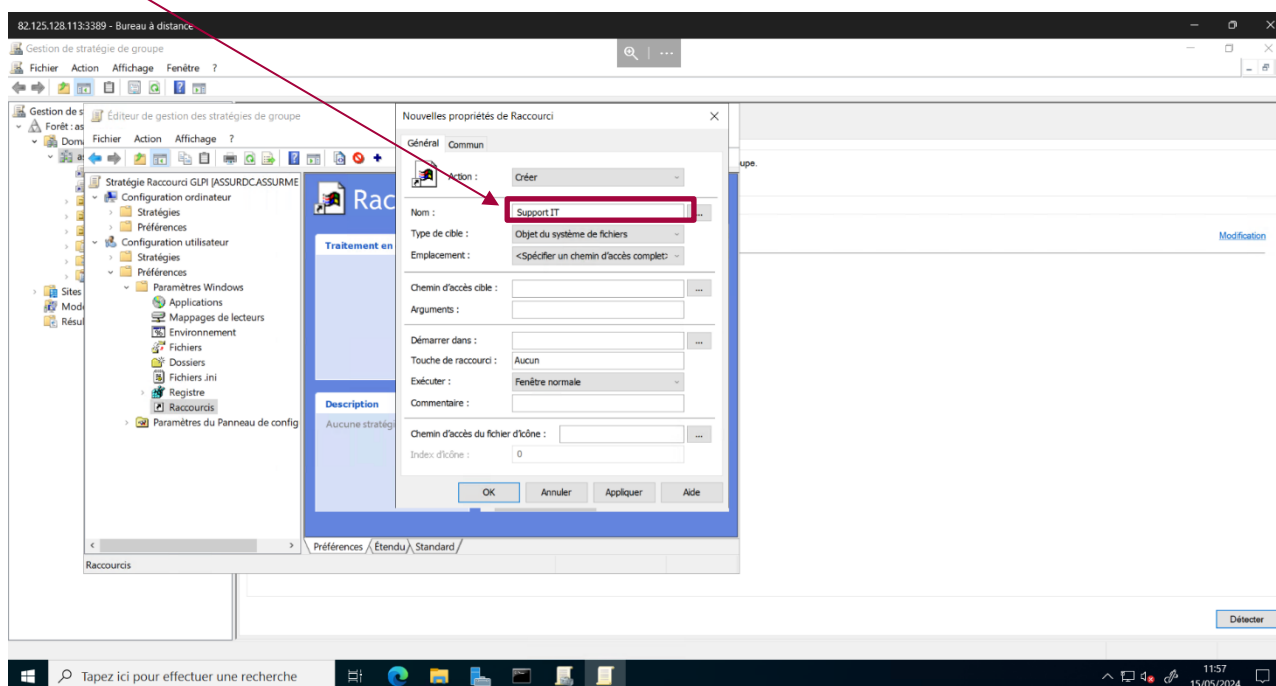 82.125.128.113:3389 - Bureau à distance
Gestion de stratégie de groupe
Fichier Action Affichage Fenêtre ?
Gestion de s
Forêt : as
Dom
Sites
Modé
Résul
Éditeur de gestion des stratégies de groupe
Fichier Action Affichage ?
Stratégie Raccourci GLPI [ASSURDC.ASSURME
Configuration ordinateur
Stratégies
Préférences
Configuration utilisateur
Stratégies
Préférences
Paramètres Windows
Applications
Mappages de lecteurs
Environnement
Fichiers
Dossiers
Fichiers .ini
Registre
Raccourcis
Paramètres du Panneau de config
Rac
Traitement en
Description
Aucune stratégi
Préférences Étendu Standard
Raccourcis
Nouvelles propriétés de Raccourci
Général Commun
Action : Créer
Nom : Support IT ...
Type de cible : Objet du système de fichiers
Emplacement : <Spécifier un chemin d'accès complet>
Chemin d'accès cible : ...
Arguments :
Démarrer dans : ...
Touche de raccourci : Aucun
Exécuter : Fenêtre normale
Commentaire :
Chemin d'accès du fichier d'icône : ...
Index d'icône : 0
OK Annuler Appliquer Aide
upe.
Modification
Détecter
Tapez ici pour effectuer une recherche
11:57
15/05/2024